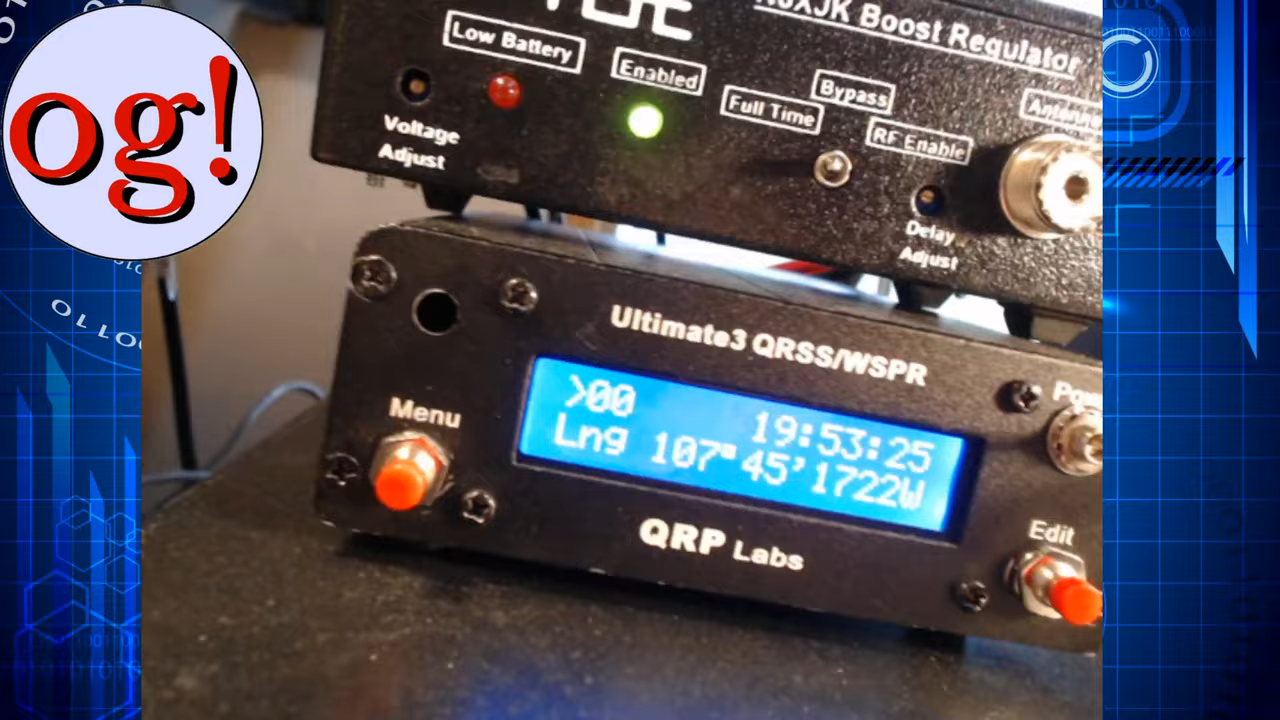 og!
N8XJK Boost Regulator
Low Battery
Enabled
Full Time
Bypass
RF Enable
Voltage
Adjust
Delay
Adjust
Ultimate3 QRSS/WSPR
>00
19:53:25
Lng 107°45'1722W
Menu
Edit
QRP Labs